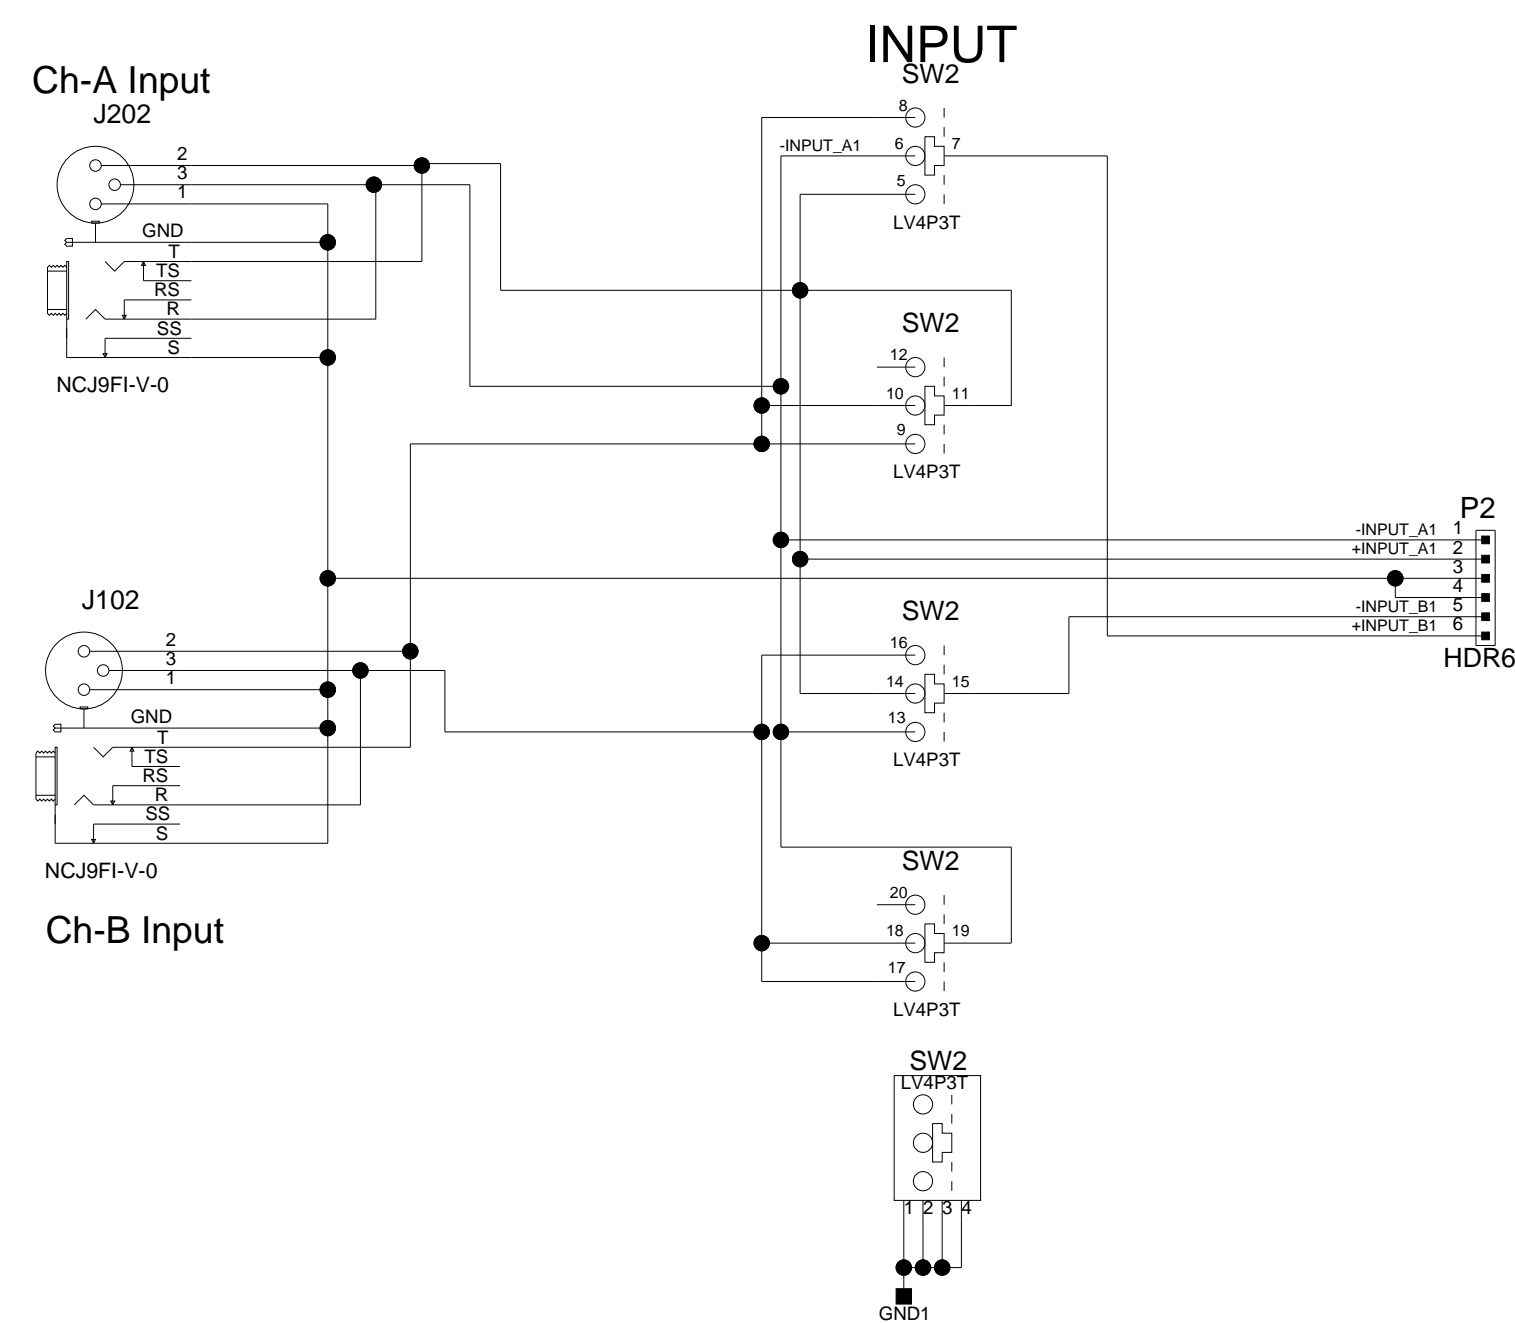 INPUT
Ch-A Input
J202
2
3
1
GND
T
TS
RS
R
SS
S
NCJ9FI-V-0
SW2
8
-INPUT_A1
6
7
5
LV4P3T
SW2
12
10
11
9
LV4P3T
P2
-INPUT_A1 1
+INPUT_A1 2
3
4
-INPUT_B1 5
+INPUT_B1 6
HDR6
J102
2
3
1
GND
T
TS
RS
R
SS
S
NCJ9FI-V-0
Ch-B Input
SW2
16
14
15
13
LV4P3T
SW2
20
18
19
17
LV4P3T
SW2
LV4P3T
1 2 3 4
GND1